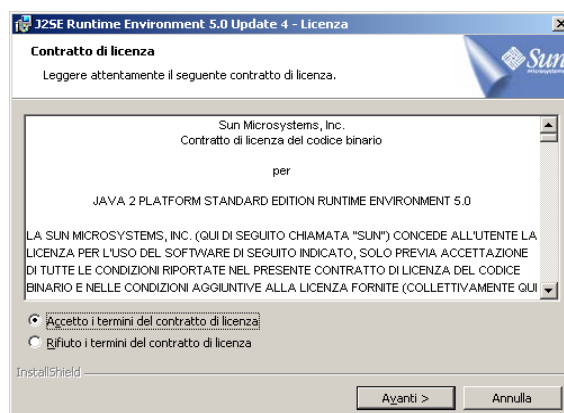 J2SE Runtime Environment 5.0 Update 4 - Licenza
Contratto di licenza
Leggere attentamente il seguente contratto di licenza.
Sun
Microsystems
Sun Microsystems, Inc.
Contratto di licenza del codice binario
per
JAVA 2 PLATFORM STANDARD EDITION RUNTIME ENVIRONMENT 5.0
LA SUN MICROSYSTEMS, INC. (QUI DI SEGUITO CHIAMATA "SUN") CONCEDE ALL'UTENTE LA
LICENZA PER L'USO DEL SOFTWARE DI SEGUITO INDICATO, SOLO PREVIA ACCETTAZIONE
DI TUTTE LE CONDIZIONI RIPORTATE NEL PRESENTE CONTRATTO DI LICENZA DEL CODICE
BINARIO E NELLE CONDIZIONI AGGIUNTIVE ALLA LICENZA FORNITE (COLLETTIVAMENTE QUI
Accetto i termini del contratto di licenza
Rifiuto i termini del contratto di licenza
InstallShield
Avanti >
Annulla